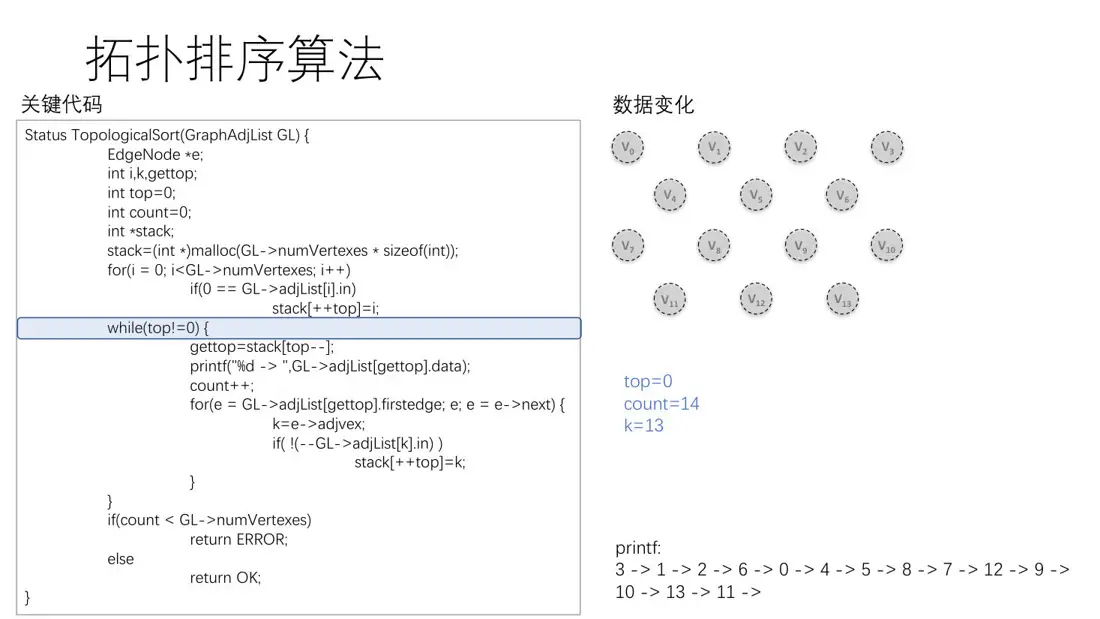 拓扑排序算法
关键代码
Status TopologicalSort(GraphAdjList GL) {
EdgeNode *e;
int i,k,gettop;
int top=0;
int count=0;
int *stack;
stack=(int *)malloc(GL->numVertexes * sizeof(int));
for(i = 0; i<GL->numVertexes; i++)
if(0 == GL->adjList[i].in)
stack[++top]=i;
while(top!=0) {
gettop=stack[top--];
printf("%d -> ",GL->adjList[gettop].data);
count++;
for(e = GL->adjList[gettop].firstedge; e; e = e->next) {
k=e->adjvex;
if( !(--GL->adjList[k].in) )
stack[++top]=k;
}
}
if(count < GL->numVertexes)
return ERROR;
else
return OK;
}
数据变化
V₀ V₁ V₂ V₃
V₄ V₅ V₆
V₇ V₈ V₉ V₁₀
V₁₁ V₁₂ V₁₃
top=0
count=14
k=13
printf:
3 -> 1 -> 2 -> 6 -> 0 -> 4 -> 5 -> 8 -> 7 -> 12 -> 9 ->
10 -> 13 -> 11 ->